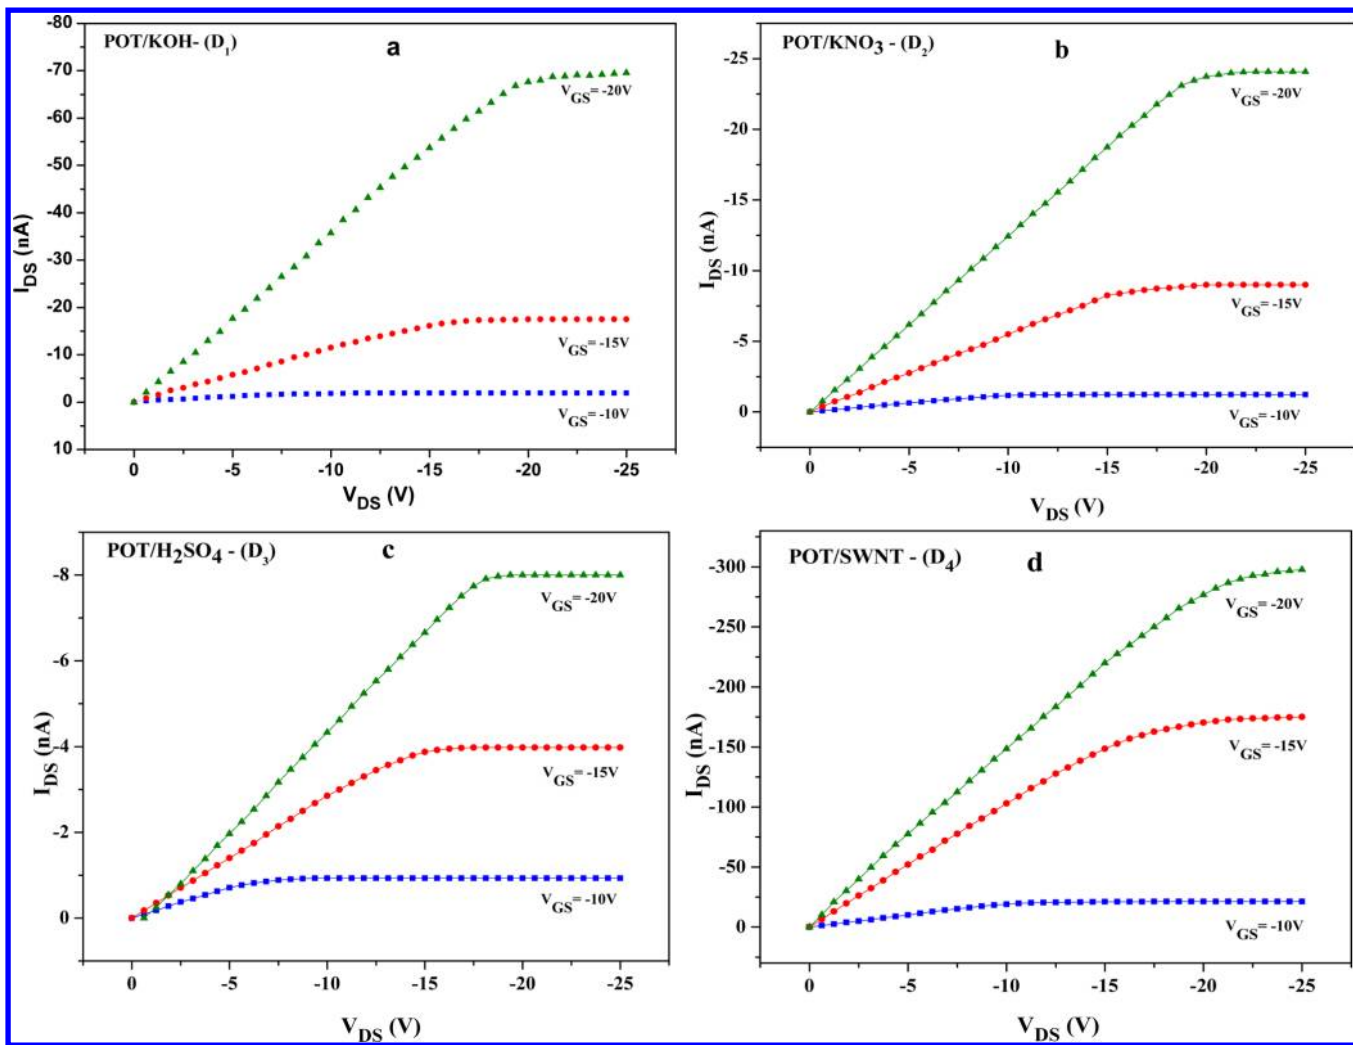 POT/KOH- (D1)
a
-80
-70
-60
-50
-40
-30
-20
-10
0
10
IDS (nA)
VGS= -20V
VGS= -15V
VGS= -10V
0 -5 -10 -15 -20 -25
VDS (V)
POT/KNO3 - (D2)
b
-25
-20
-15
-10
-5
0
IDS (nA)
VGS= -20V
VGS= -15V
VGS= -10V
0 -5 -10 -15 -20 -25
VDS (V)
POT/H2SO4 - (D3)
c
-8
-6
-4
-2
0
IDS (nA)
VGS= -20V
VGS= -15V
VGS= -10V
0 -5 -10 -15 -20 -25
VDS (V)
POT/SWNT - (D4)
d
-300
-250
-200
-150
-100
-50
0
IDS (nA)
VGS= -20V
VGS= -15V
VGS= -10V
0 -5 -10 -15 -20 -25
VDS (V)